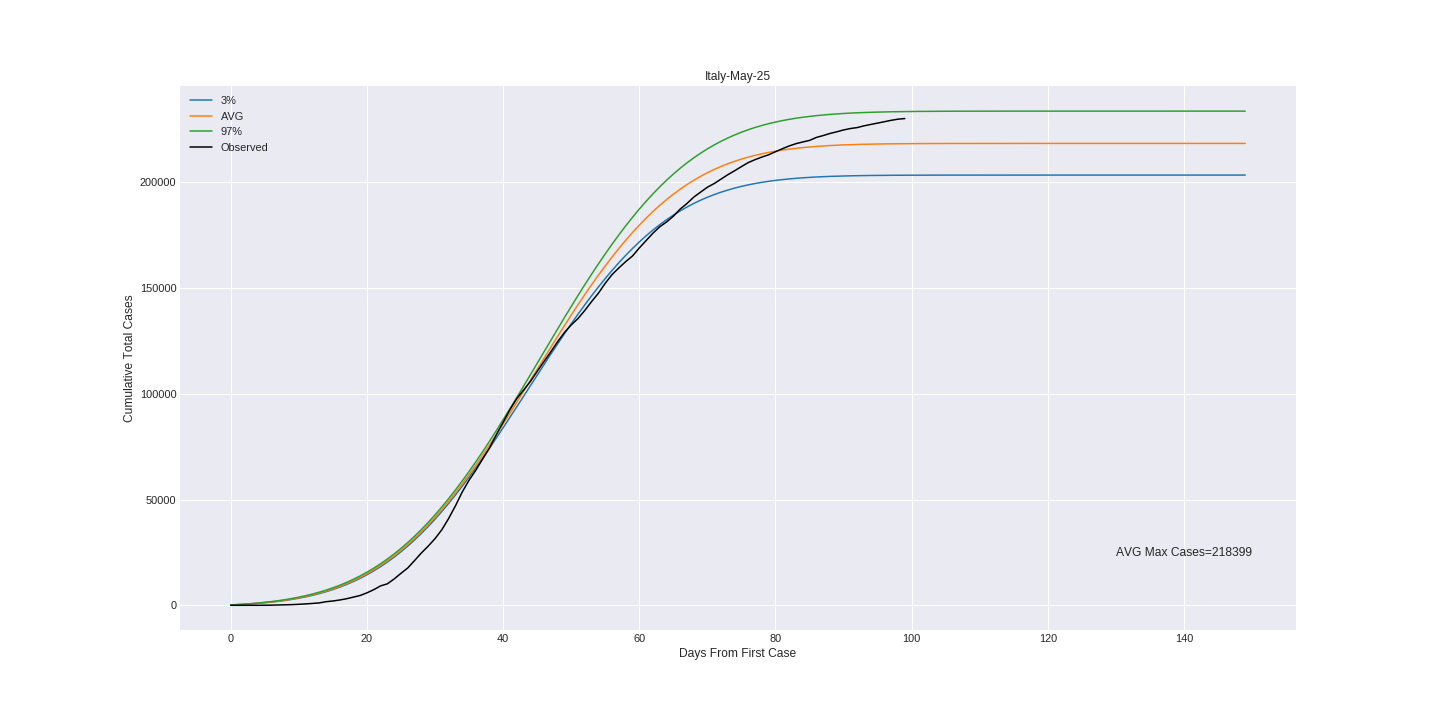 Italy-May-25
3%
AVG
97%
Observed
Cumulative Total Cases
200000
150000
100000
50000
0
AVG Max Cases=218399
0 20 40 60 80 100 120 140
Days From First Case